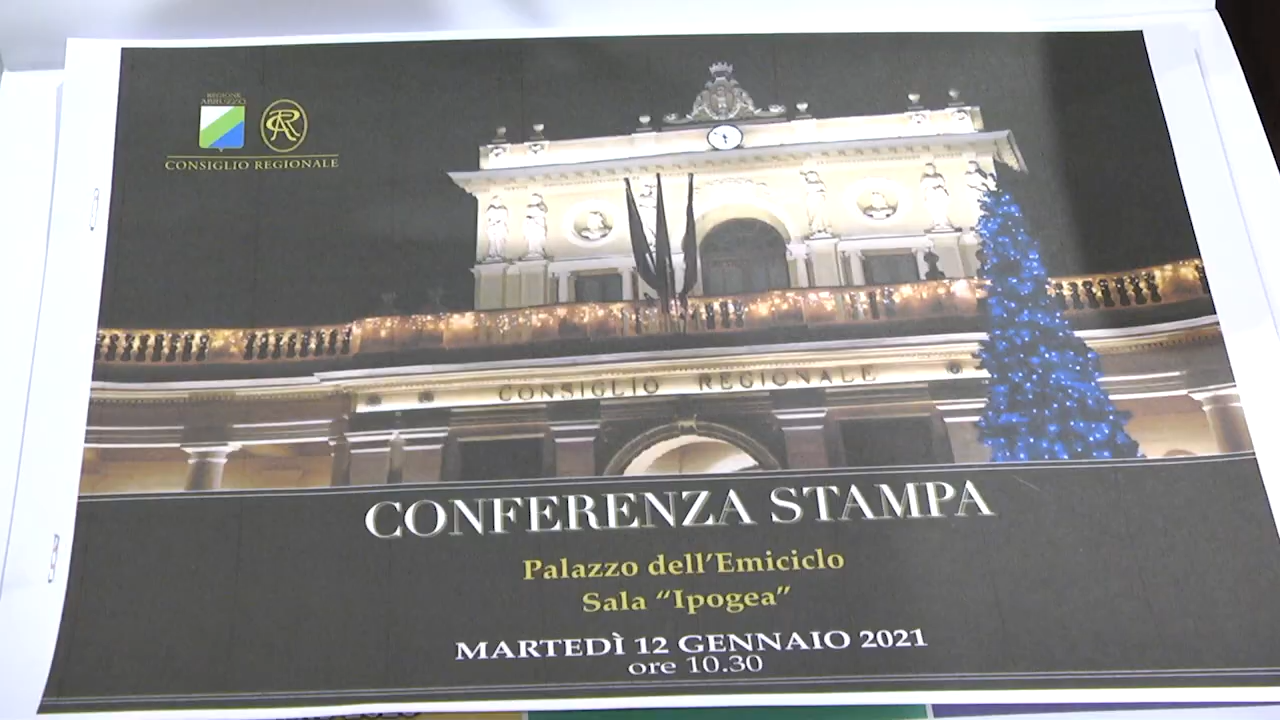 REGIONE
ABRUZZO
CONSIGLIO REGIONALE
CONSIGLIO REGIONALE
CONFERENZA STAMPA
Palazzo dell'Emiciclo
Sala "Ipogea"
MARTEDÌ 12 GENNAIO 2021
ore 10.30